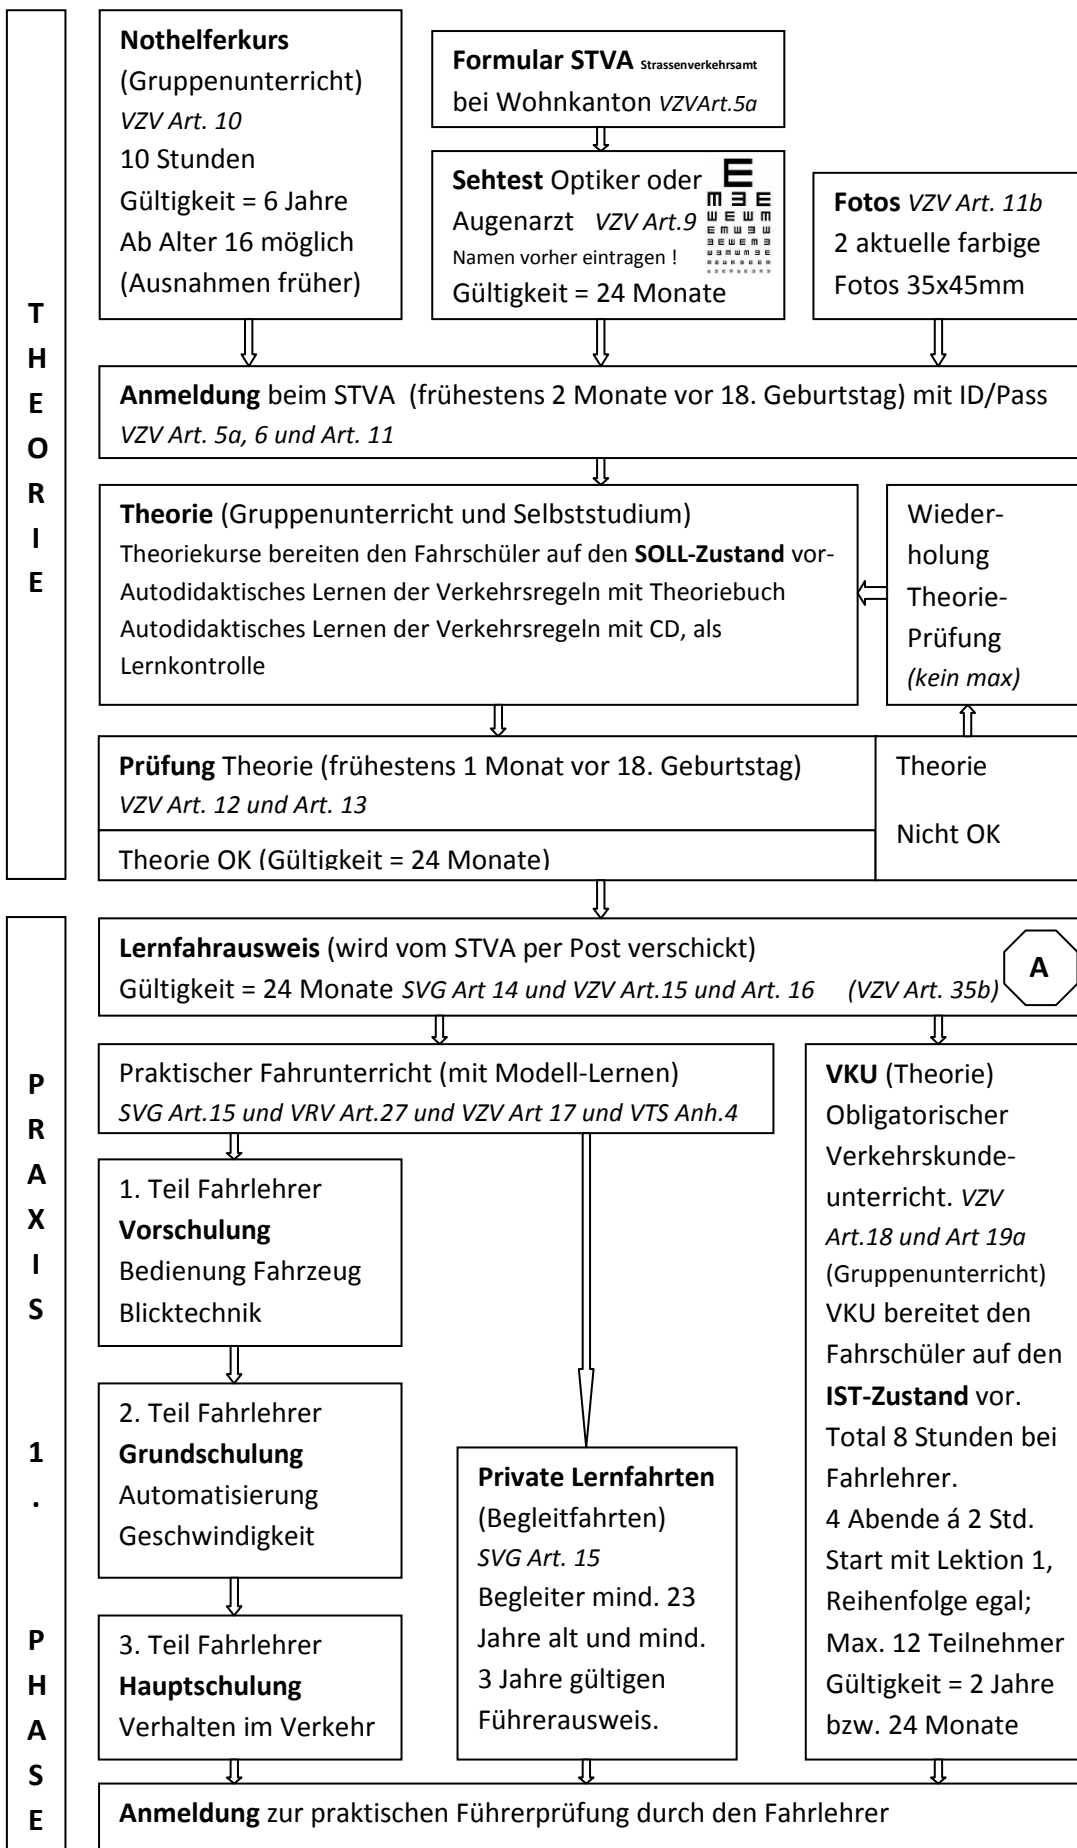 THEORIE
Nothelferkurs
(Gruppenunterricht)
VZV Art. 10
10 Stunden
Gültigkeit = 6 Jahre
Ab Alter 16 möglich
(Ausnahmen früher)
Formular STVA Strassenverkehrsamt
bei Wohnkanton VZVArt.5a
Sehtest Optiker oder
Augenarzt VZV Art.9
Namen vorher eintragen !
Gültigkeit = 24 Monate
Fotos VZV Art. 11b
2 aktuelle farbige
Fotos 35x45mm
Anmeldung beim STVA (frühestens 2 Monate vor 18. Geburtstag) mit ID/Pass
VZV Art. 5a, 6 und Art. 11
Theorie (Gruppenunterricht und Selbststudium)
Theoriekurse bereiten den Fahrschüler auf den SOLL-Zustand vor-
Autodidaktisches Lernen der Verkehrsregeln mit Theoriebuch
Autodidaktisches Lernen der Verkehrsregeln mit CD, als
Lernkontrolle
Wieder-
holung
Theorie-
Prüfung
(kein max)
Prüfung Theorie (frühestens 1 Monat vor 18. Geburtstag)
VZV Art. 12 und Art. 13
Theorie OK (Gültigkeit = 24 Monate)
Theorie
Nicht OK
PRAXIS 1. PHASE
Lernfahrausweis (wird vom STVA per Post verschickt)
Gültigkeit = 24 Monate SVG Art 14 und VZV Art.15 und Art. 16 (VZV Art. 35b)
A
Praktischer Fahrunterricht (mit Modell-Lernen)
SVG Art.15 und VRV Art.27 und VZV Art 17 und VTS Anh.4
1. Teil Fahrlehrer
Vorschulung
Bedienung Fahrzeug
Blicktechnik
2. Teil Fahrlehrer
Grundschulung
Automatisierung
Geschwindigkeit
3. Teil Fahrlehrer
Hauptschulung
Verhalten im Verkehr
Private Lernfahrten
(Begleitfahrten)
SVG Art. 15
Begleiter mind. 23
Jahre alt und mind.
3 Jahre gültigen
Führerausweis.
VKU (Theorie)
Obligatorischer
Verkehrskunde-
unterricht. VZV
Art.18 und Art 19a
(Gruppenunterricht)
VKU bereitet den
Fahrschüler auf den
IST-Zustand vor.
Total 8 Stunden bei
Fahrlehrer.
4 Abende á 2 Std.
Start mit Lektion 1,
Reihenfolge egal;
Max. 12 Teilnehmer
Gültigkeit = 2 Jahre
bzw. 24 Monate
Anmeldung zur praktischen Führerprüfung durch den Fahrlehrer